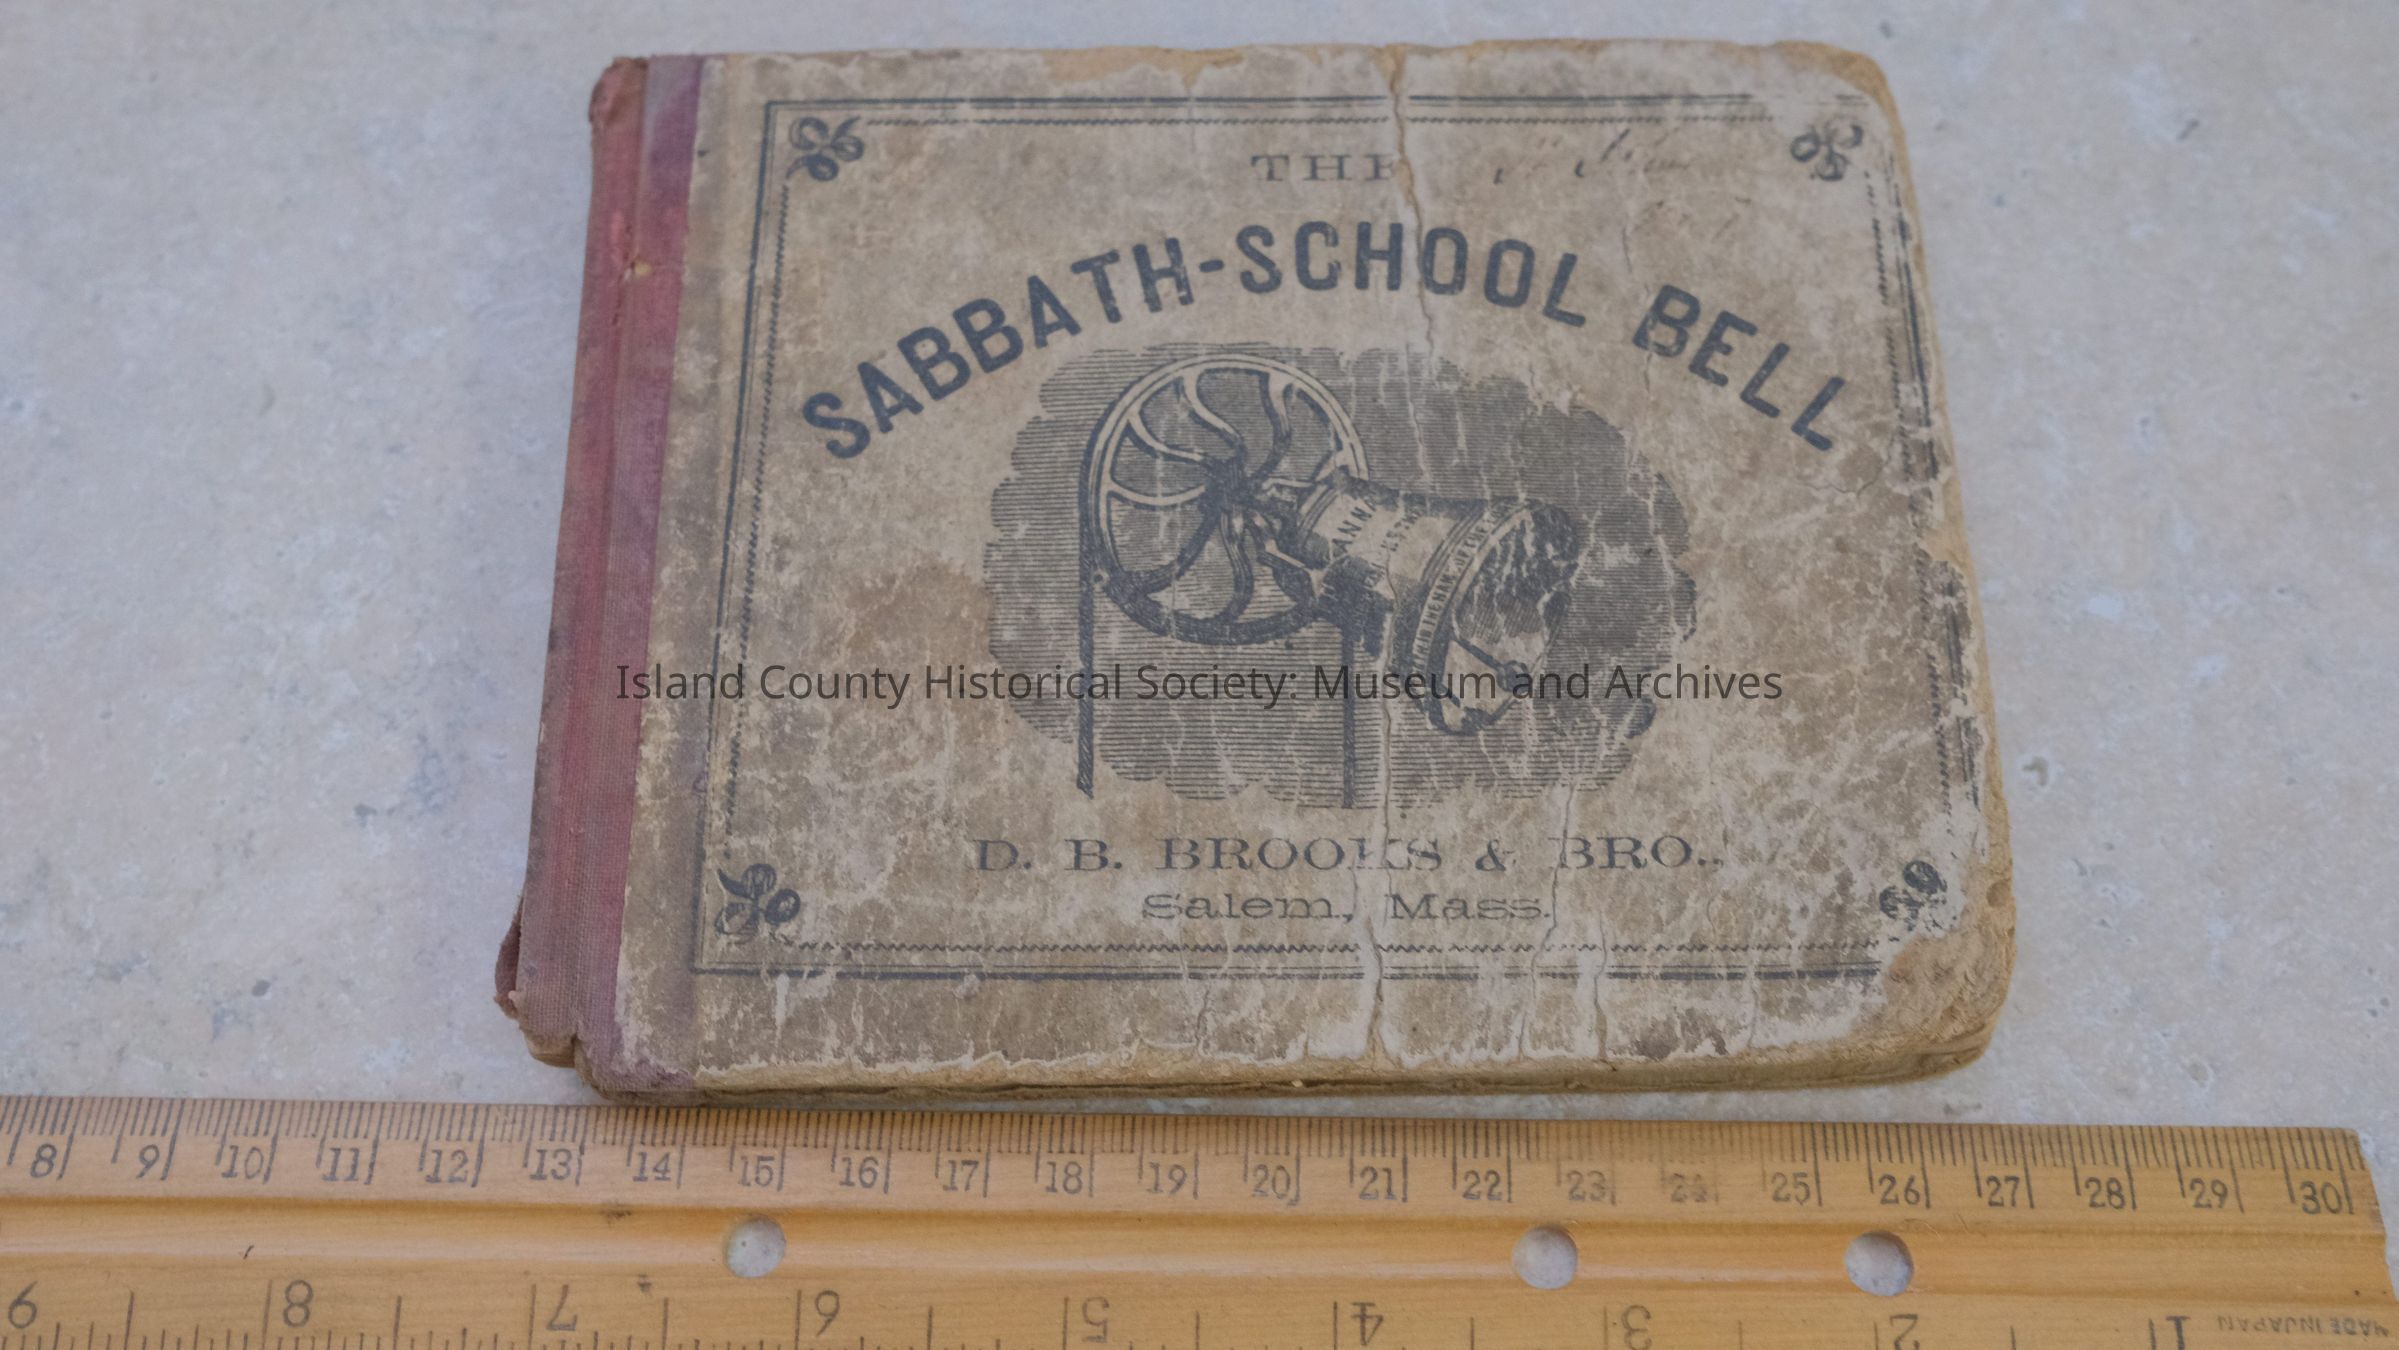 THE
SABBATH-SCHOOL BELL
Island County Historical Society: Museum and Archives
D. B. BROOKS & BRO.,
Salem, Mass.
8 9 10 11 12 13 14 15 16 17 18 19 20 21 22 23 24 25 26 27 28 29 30
9 8 7 6 5 4 3 2 1 MADE IN JAPAN